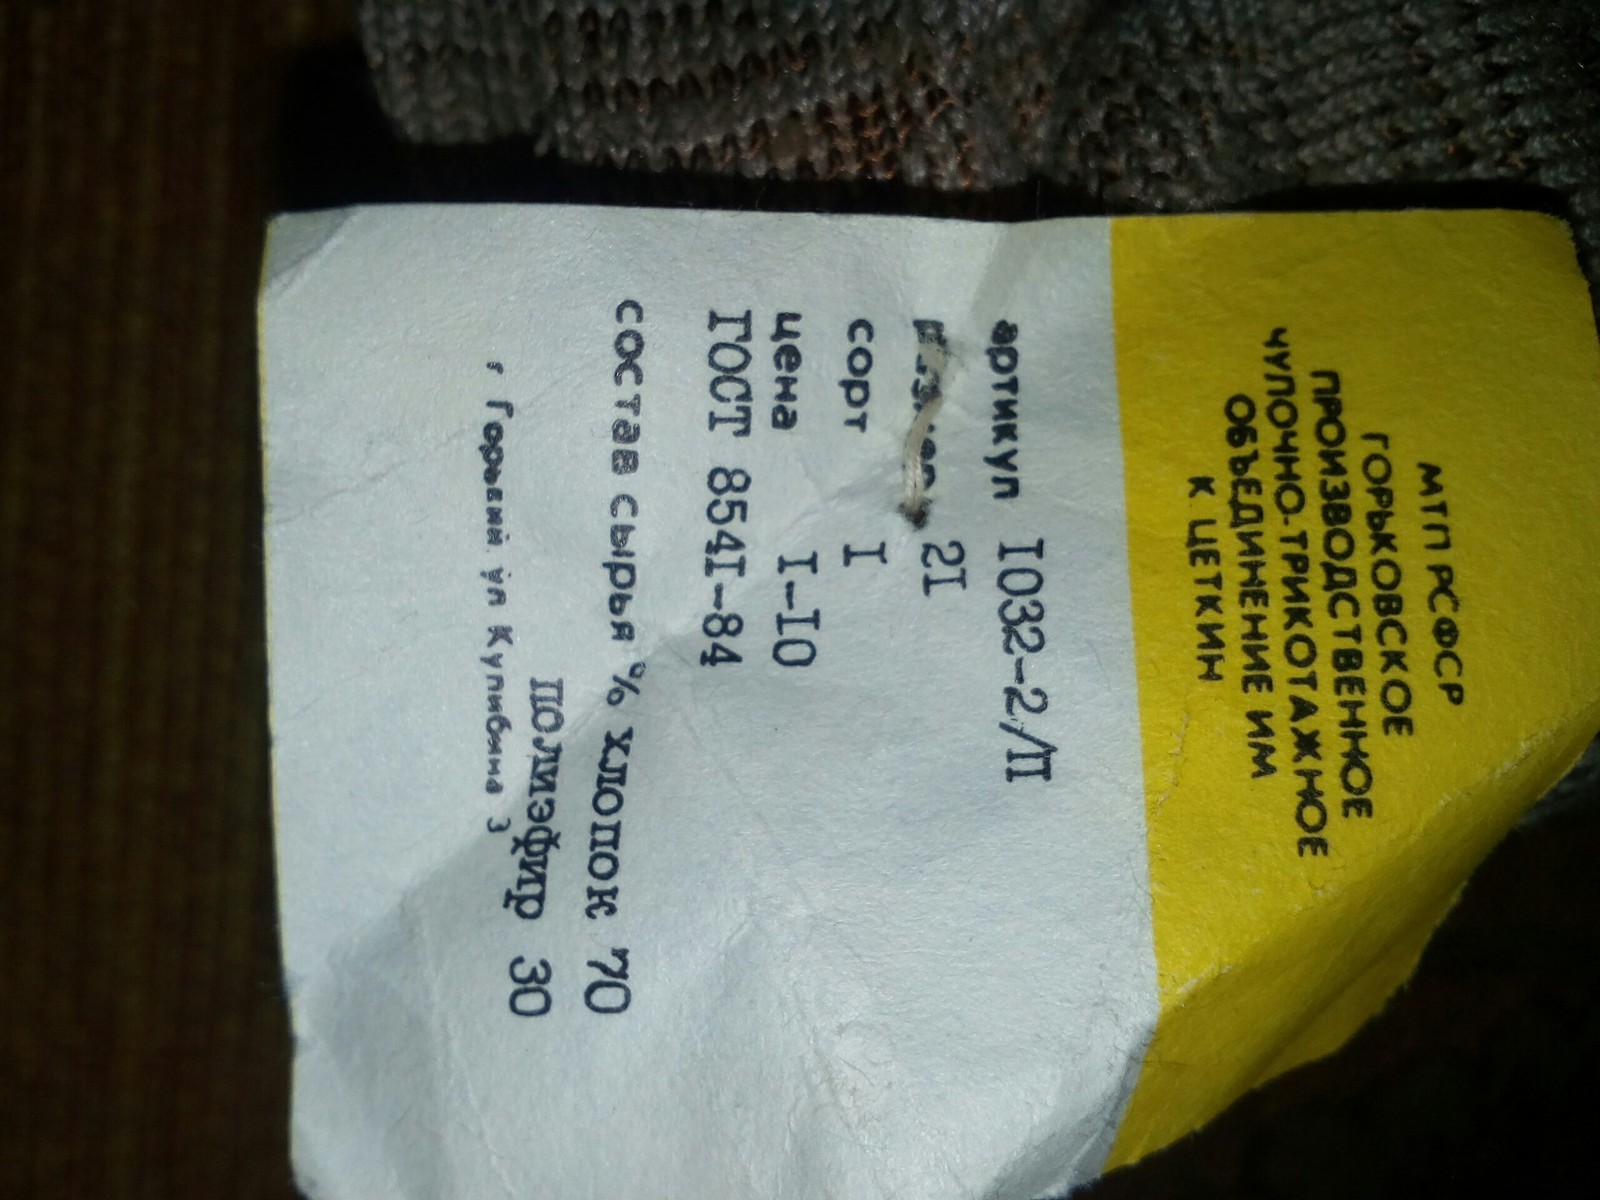 МТП РСФСР
ГОРЬКОВСКОЕ
ПРОИЗВОДСТВЕННОЕ
ЧУЛОЧНО-ТРИКОТАЖНОЕ
ОБЪЕДИНЕНИЕ ИМ
К ЦЕТКИН
артикул I032-2/П
размер 2I
сорт I
цена I-I0
ГОСТ 854I-84
состав сырья % хлопок 70
полиэфир 30
г Горький ул Кулибина 3